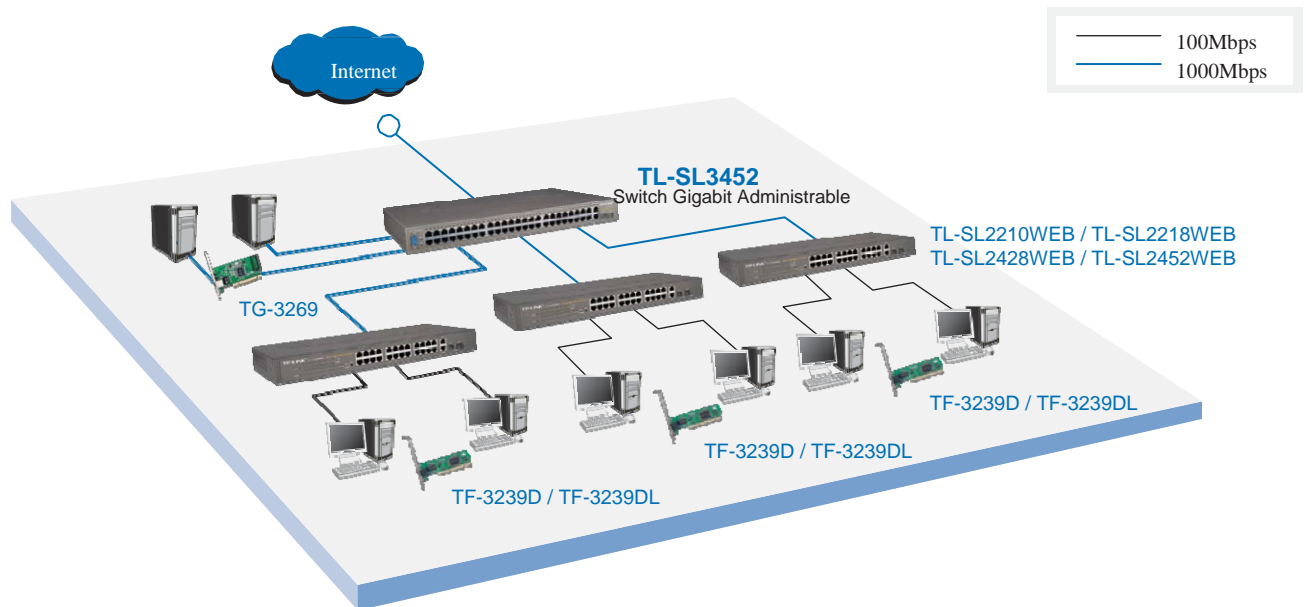 Internet
100Mbps
1000Mbps
TL-SL3452
Switch Gigabit Administrable
TL-SL2210WEB / TL-SL2218WEB
TL-SL2428WEB / TL-SL2452WEB
TG-3269
TF-3239D / TF-3239DL
TF-3239D / TF-3239DL
TF-3239D / TF-3239DL